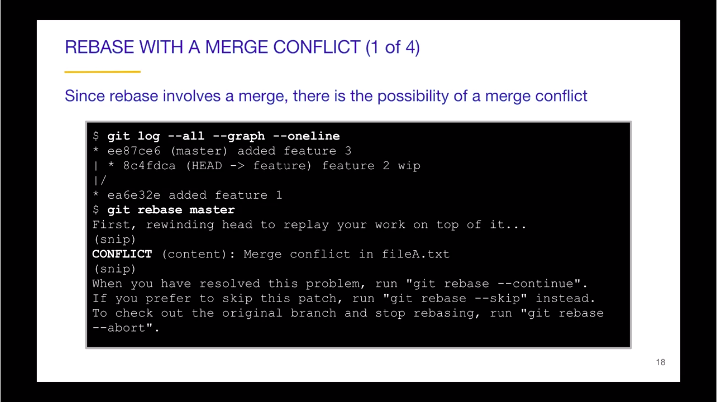 REBASE WITH A MERGE CONFLICT (1 of 4)
Since rebase involves a merge, there is the possibility of a merge conflict
$ git log --all --graph --oneline
* ee87ce6 (master) added feature 3
| * 8c4fdca (HEAD -> feature) feature 2 wip
|/
* ea6e32e added feature 1
$ git rebase master
First, rewinding head to replay your work on top of it...
(snip)
CONFLICT (content): Merge conflict in fileA.txt
(snip)
When you have resolved this problem, run "git rebase --continue".
If you prefer to skip this patch, run "git rebase --skip" instead.
To check out the original branch and stop rebasing, run "git rebase
--abort".
18